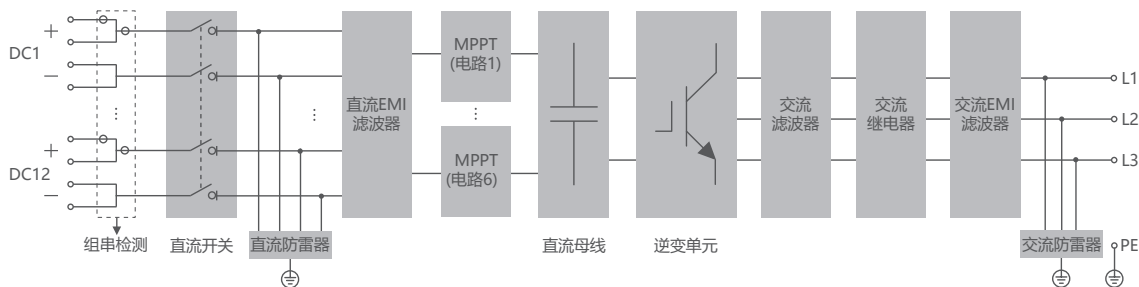 +
DC1
−
⋮
+
DC12
−
组串检测
直流开关
⋮
直流防雷器
直流EMI
滤波器
MPPT
(电路1)
⋮
MPPT
(电路6)
直流母线
逆变单元
交流
滤波器
交流
继电器
交流EMI
滤波器
交流防雷器
L1
L2
L3
PE